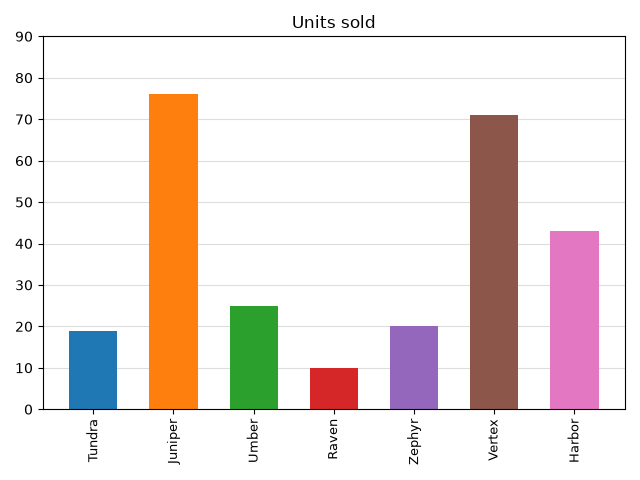 Units sold
90
80
70
60
50
40
30
20
10
0
Tundra
Juniper
Umber
Raven
Zephyr
Vertex
Harbor